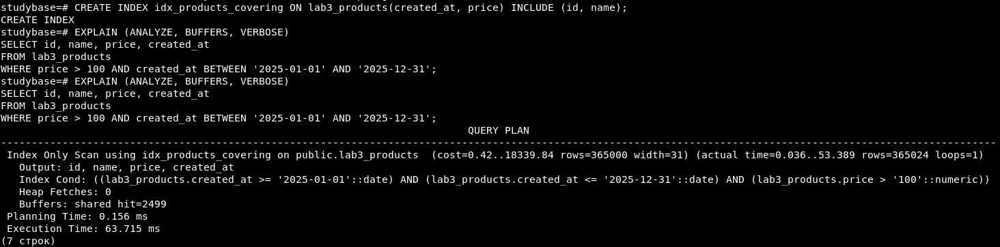 studybase=# CREATE INDEX idx_products_covering ON lab3_products(created_at, price) INCLUDE (id, name);
CREATE INDEX
studybase=# EXPLAIN (ANALYZE, BUFFERS, VERBOSE)
SELECT id, name, price, created_at
FROM lab3_products
WHERE price > 100 AND created_at BETWEEN '2025-01-01' AND '2025-12-31';
studybase=# EXPLAIN (ANALYZE, BUFFERS, VERBOSE)
SELECT id, name, price, created_at
FROM lab3_products
WHERE price > 100 AND created_at BETWEEN '2025-01-01' AND '2025-12-31';
QUERY PLAN
------------------------------------------------------------------------------------------------------------------------------------------------------------------
Index Only Scan using idx_products_covering on public.lab3_products  (cost=0.42..18339.84 rows=365000 width=31) (actual time=0.036..53.389 rows=365024 loops=1)
Output: id, name, price, created_at
Index Cond: ((lab3_products.created_at >= '2025-01-01'::date) AND (lab3_products.created_at <= '2025-12-31'::date) AND (lab3_products.price > '100'::numeric))
Heap Fetches: 0
Buffers: shared hit=2499
Planning Time: 0.156 ms
Execution Time: 63.715 ms
(7 строк)